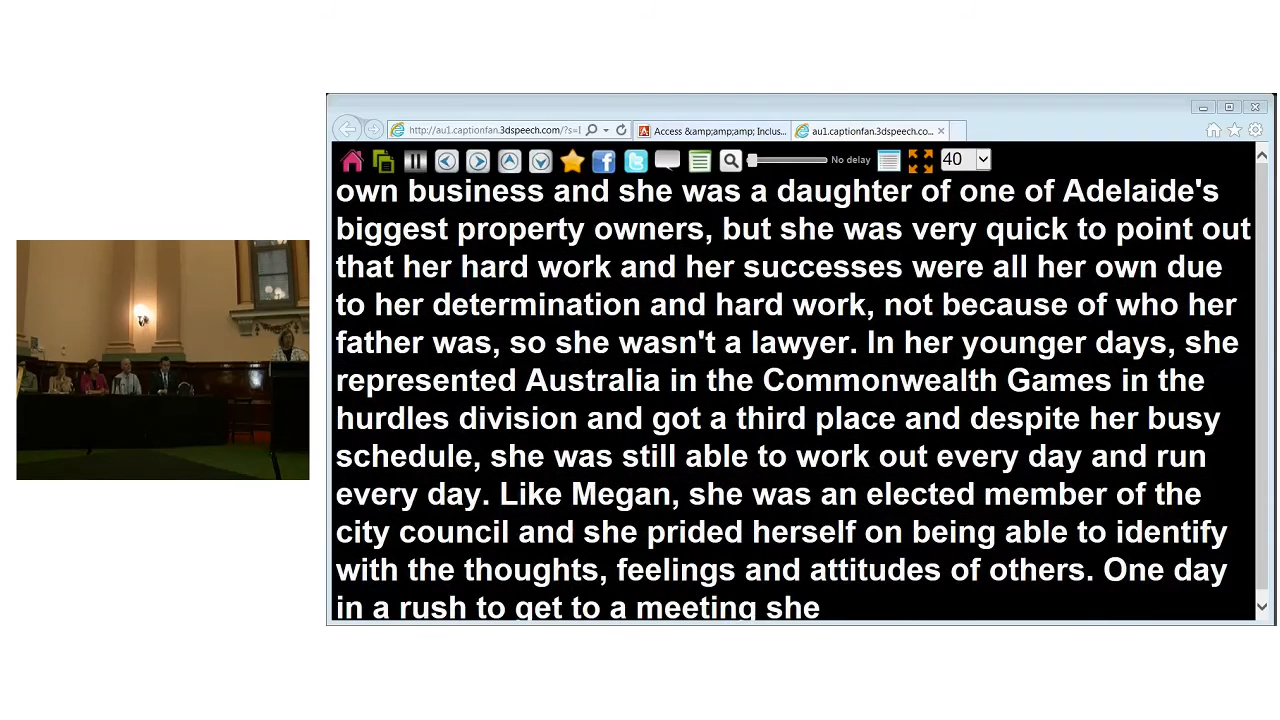 http://au1.captionfan.3dspeech.com/?s=I
Access &amp;amp;amp; Inclus...
au1.captionfan.3dspeech.co...
No delay
40
own business and she was a daughter of one of Adelaide's
biggest property owners, but she was very quick to point out
that her hard work and her successes were all her own due
to her determination and hard work, not because of who her
father was, so she wasn't a lawyer. In her younger days, she
represented Australia in the Commonwealth Games in the
hurdles division and got a third place and despite her busy
schedule, she was still able to work out every day and run
every day. Like Megan, she was an elected member of the
city council and she prided herself on being able to identify
with the thoughts, feelings and attitudes of others. One day
in a rush to get to a meeting she